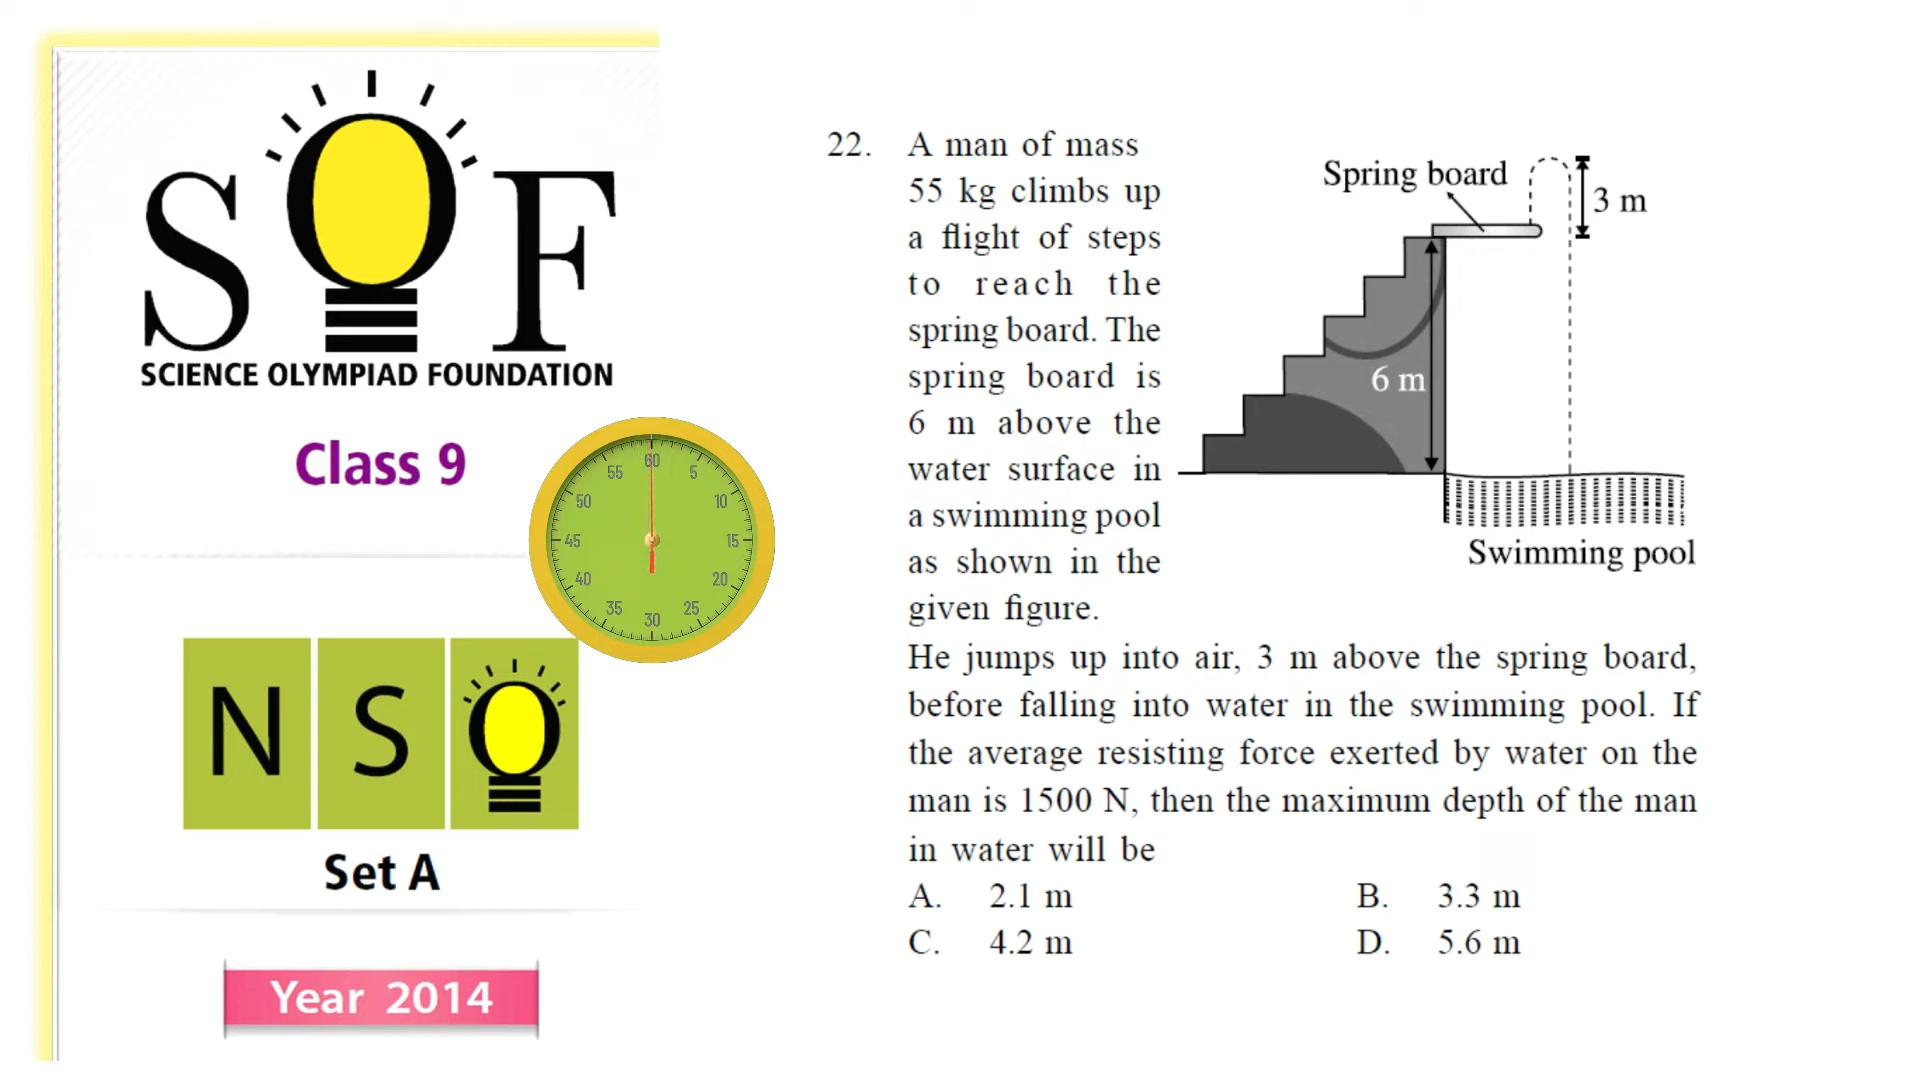 SOF
SCIENCE OLYMPIAD FOUNDATION
Class 9
60
5
10
15
20
25
30
35
40
45
50
55
NSO
Set A
Year 2014
22. A man of mass
55 kg climbs up
a flight of steps
to reach the
spring board. The
spring board is
6 m above the
water surface in
a swimming pool
as shown in the
given figure.
Spring board
3 m
6 m
Swimming pool
He jumps up into air, 3 m above the spring board,
before falling into water in the swimming pool. If
the average resisting force exerted by water on the
man is 1500 N, then the maximum depth of the man
in water will be
A. 2.1 m B. 3.3 m
C. 4.2 m D. 5.6 m